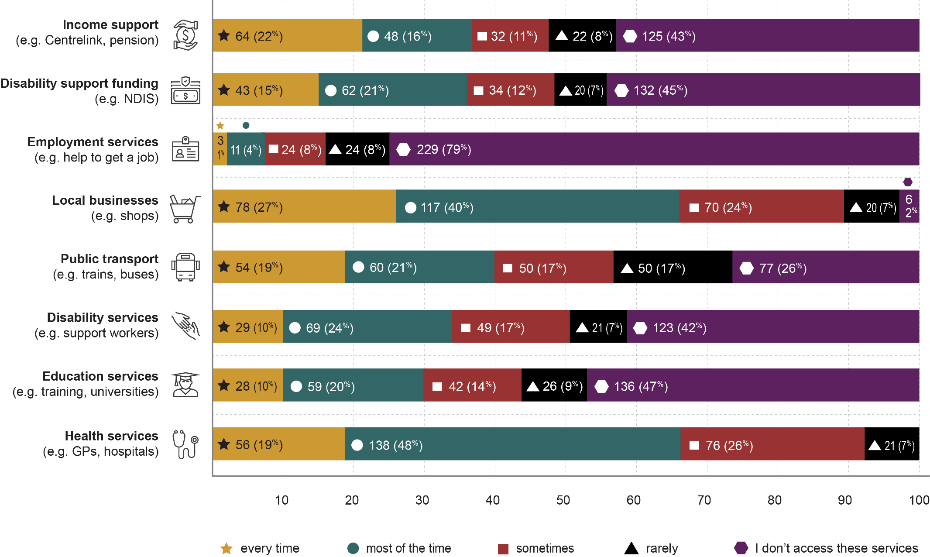 Income support
(e.g. Centrelink, pension)
64 (22%) 48 (16%) 32 (11%) 22 (8%) 125 (43%)
Disability support funding
(e.g. NDIS)
$
43 (15%) 62 (21%) 34 (12%) 20 (7%) 132 (45%)
Employment services
(e.g. help to get a job)
3
1% 11 (4%) 24 (8%) 24 (8%) 229 (79%)
Local businesses
(e.g. shops)
78 (27%) 117 (40%) 70 (24%) 20 (7%) 6
2%
Public transport
(e.g. trains, buses)
54 (19%) 60 (21%) 50 (17%) 50 (17%) 77 (26%)
Disability services
(e.g. support workers)
29 (10%) 69 (24%) 49 (17%) 21 (7%) 123 (42%)
Education services
(e.g. training, universities)
28 (10%) 59 (20%) 42 (14%) 26 (9%) 136 (47%)
Health services
(e.g. GPs, hospitals)
56 (19%) 138 (48%) 76 (26%) 21 (7%)
10 20 30 40 50 60 70 80 90 100
every time most of the time sometimes rarely I don't access these services